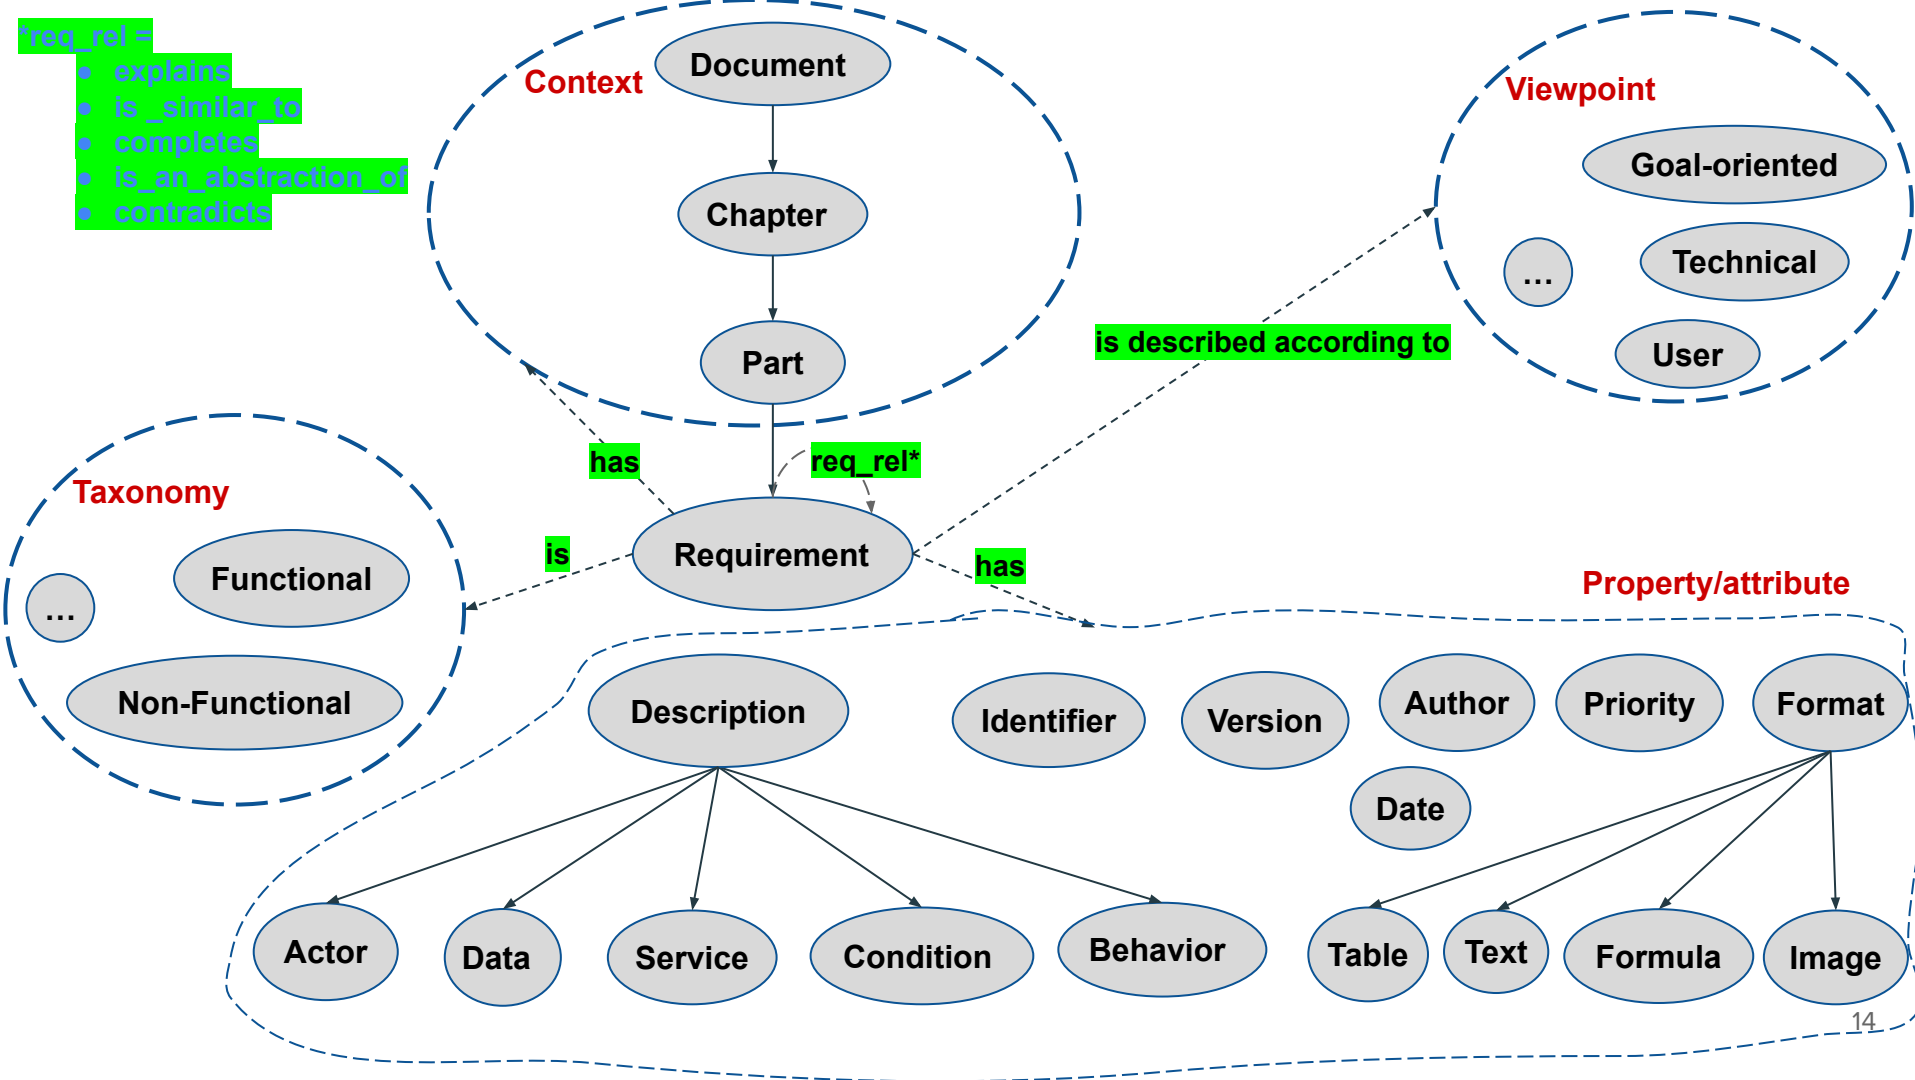 *req_rel =
● explains
● is _similar_to
● completes
● is_an_abstraction_of
● contradicts
Context
Document
Chapter
Part
Viewpoint
Goal-oriented
Technical
...
User
is described according to
has
req_rel*
Taxonomy
Functional
...
Non-Functional
is
Requirement
has
Property/attribute
Description
Identifier
Version
Author
Priority
Format
Date
Actor
Data
Service
Condition
Behavior
Table
Text
Formula
Image
14